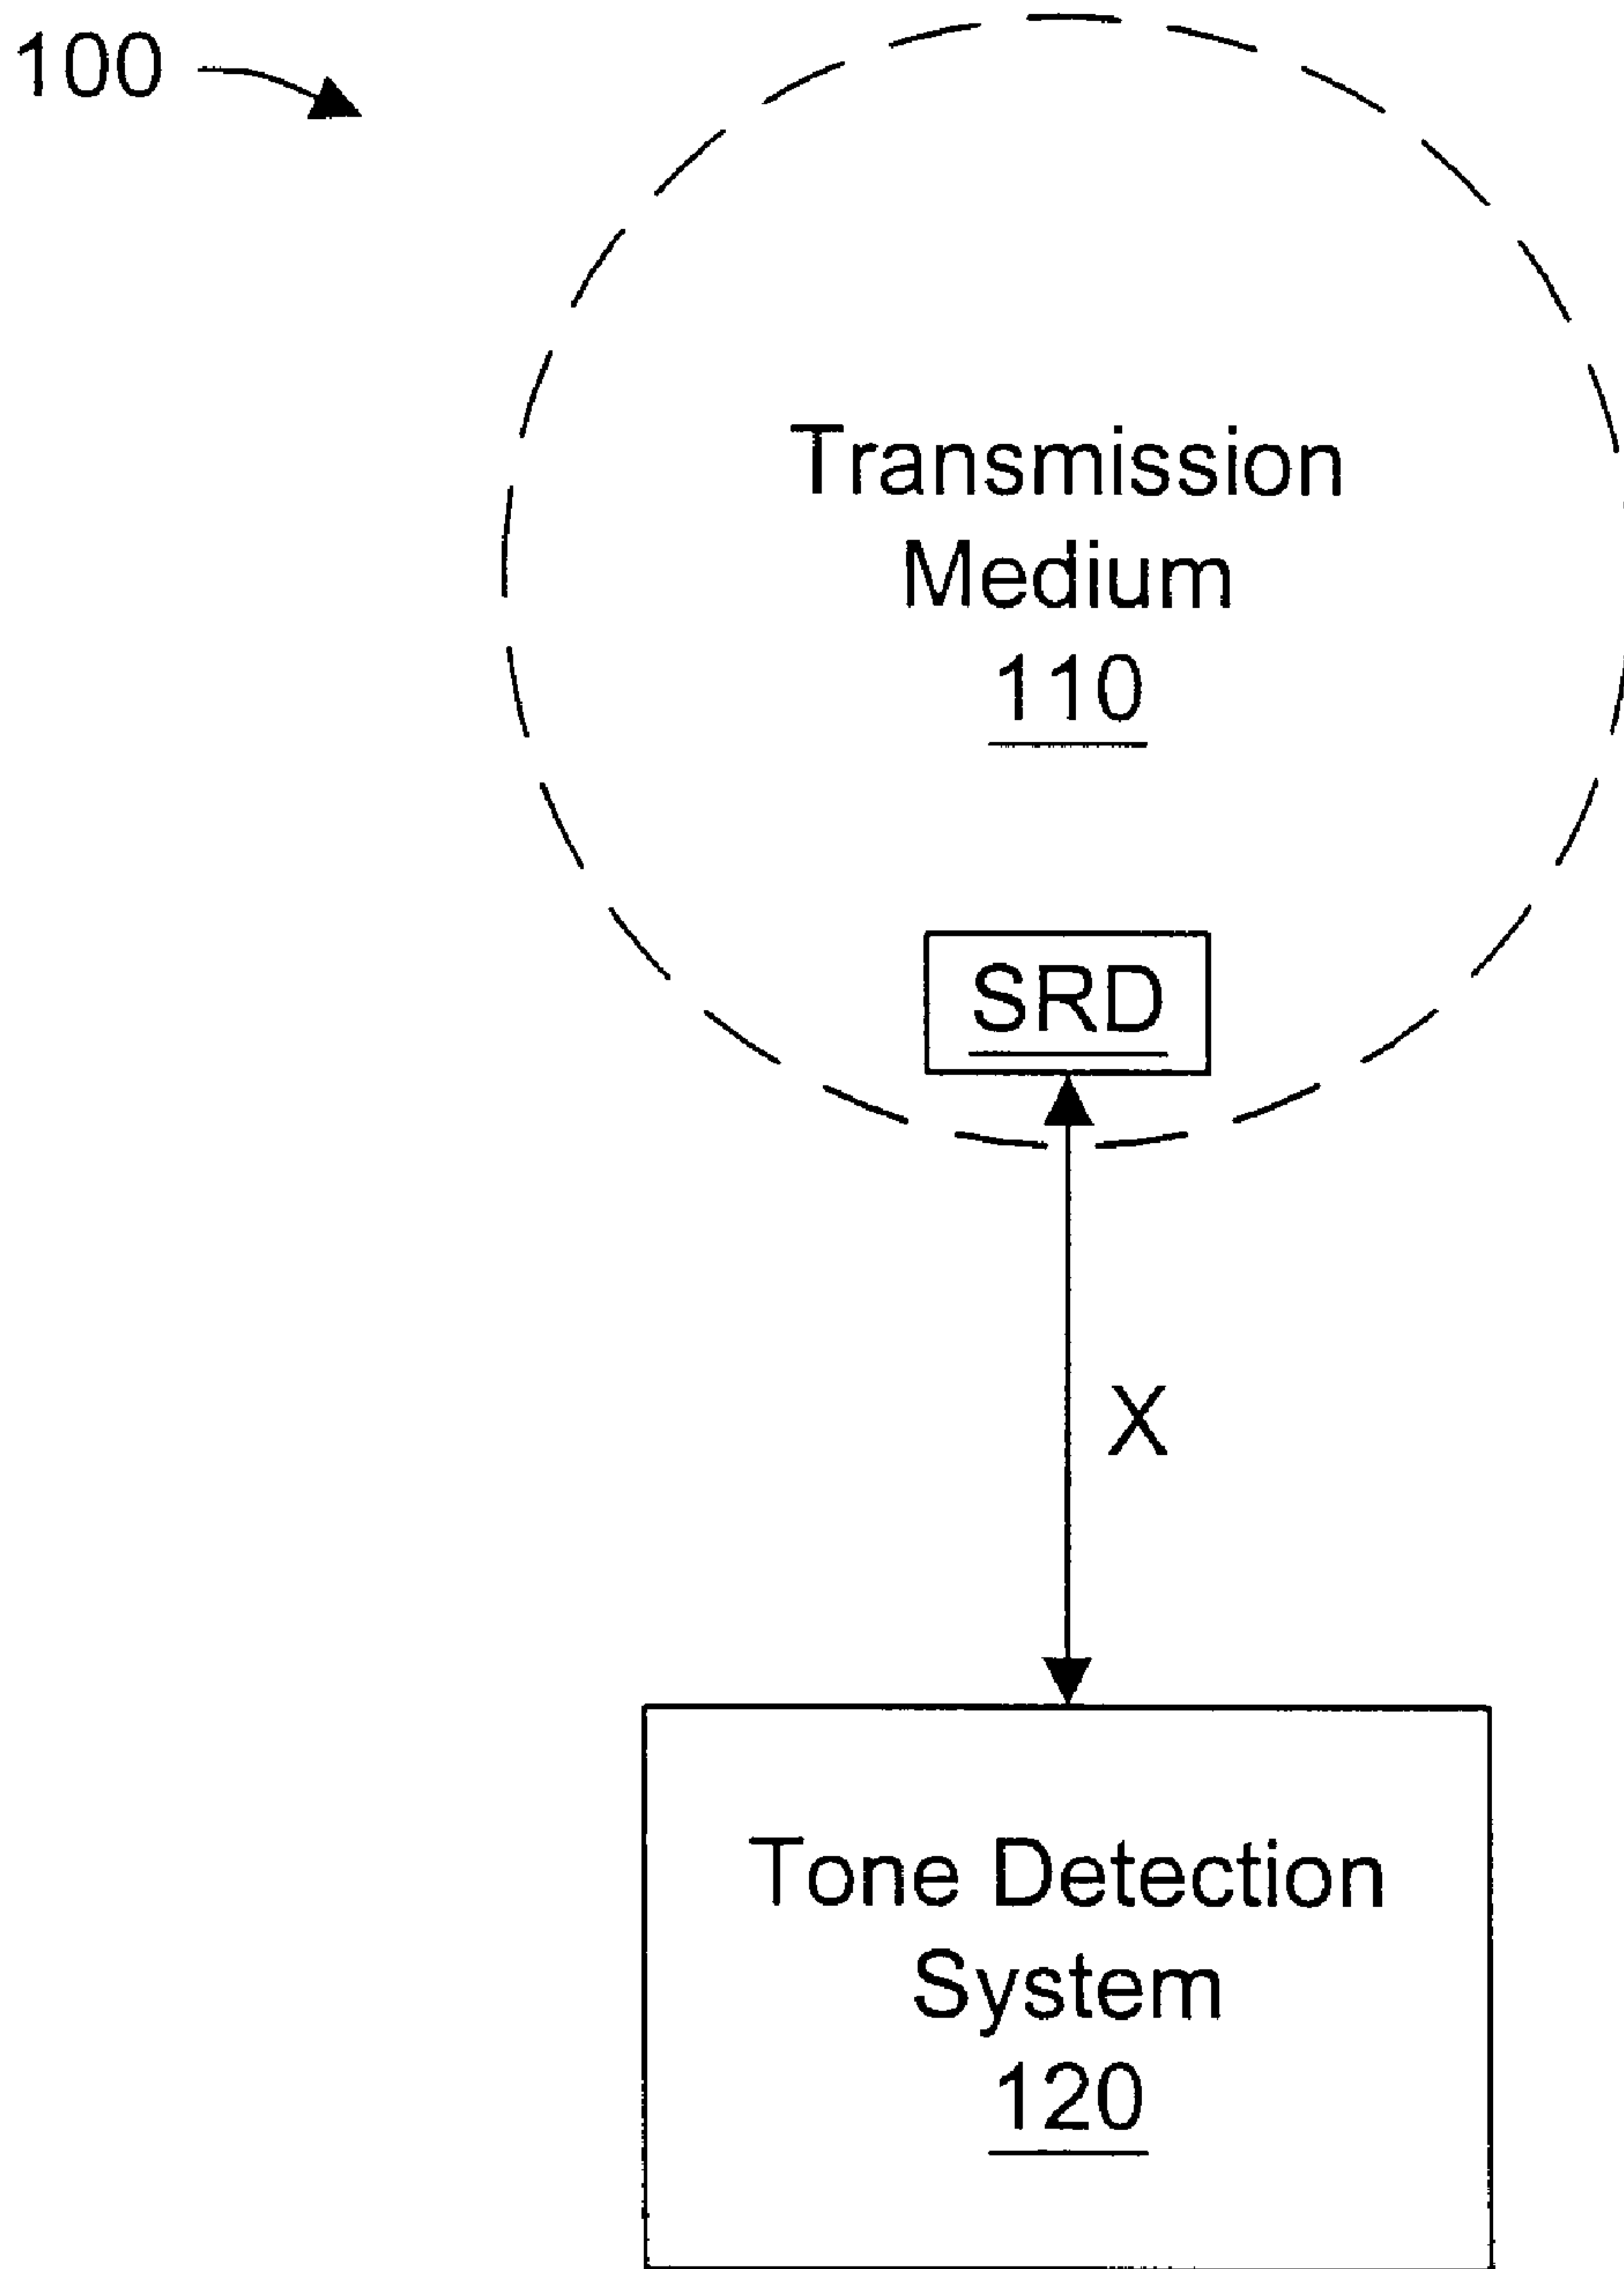 100
Transmission
Medium
110
SRD
X
Tone Detection
System
120